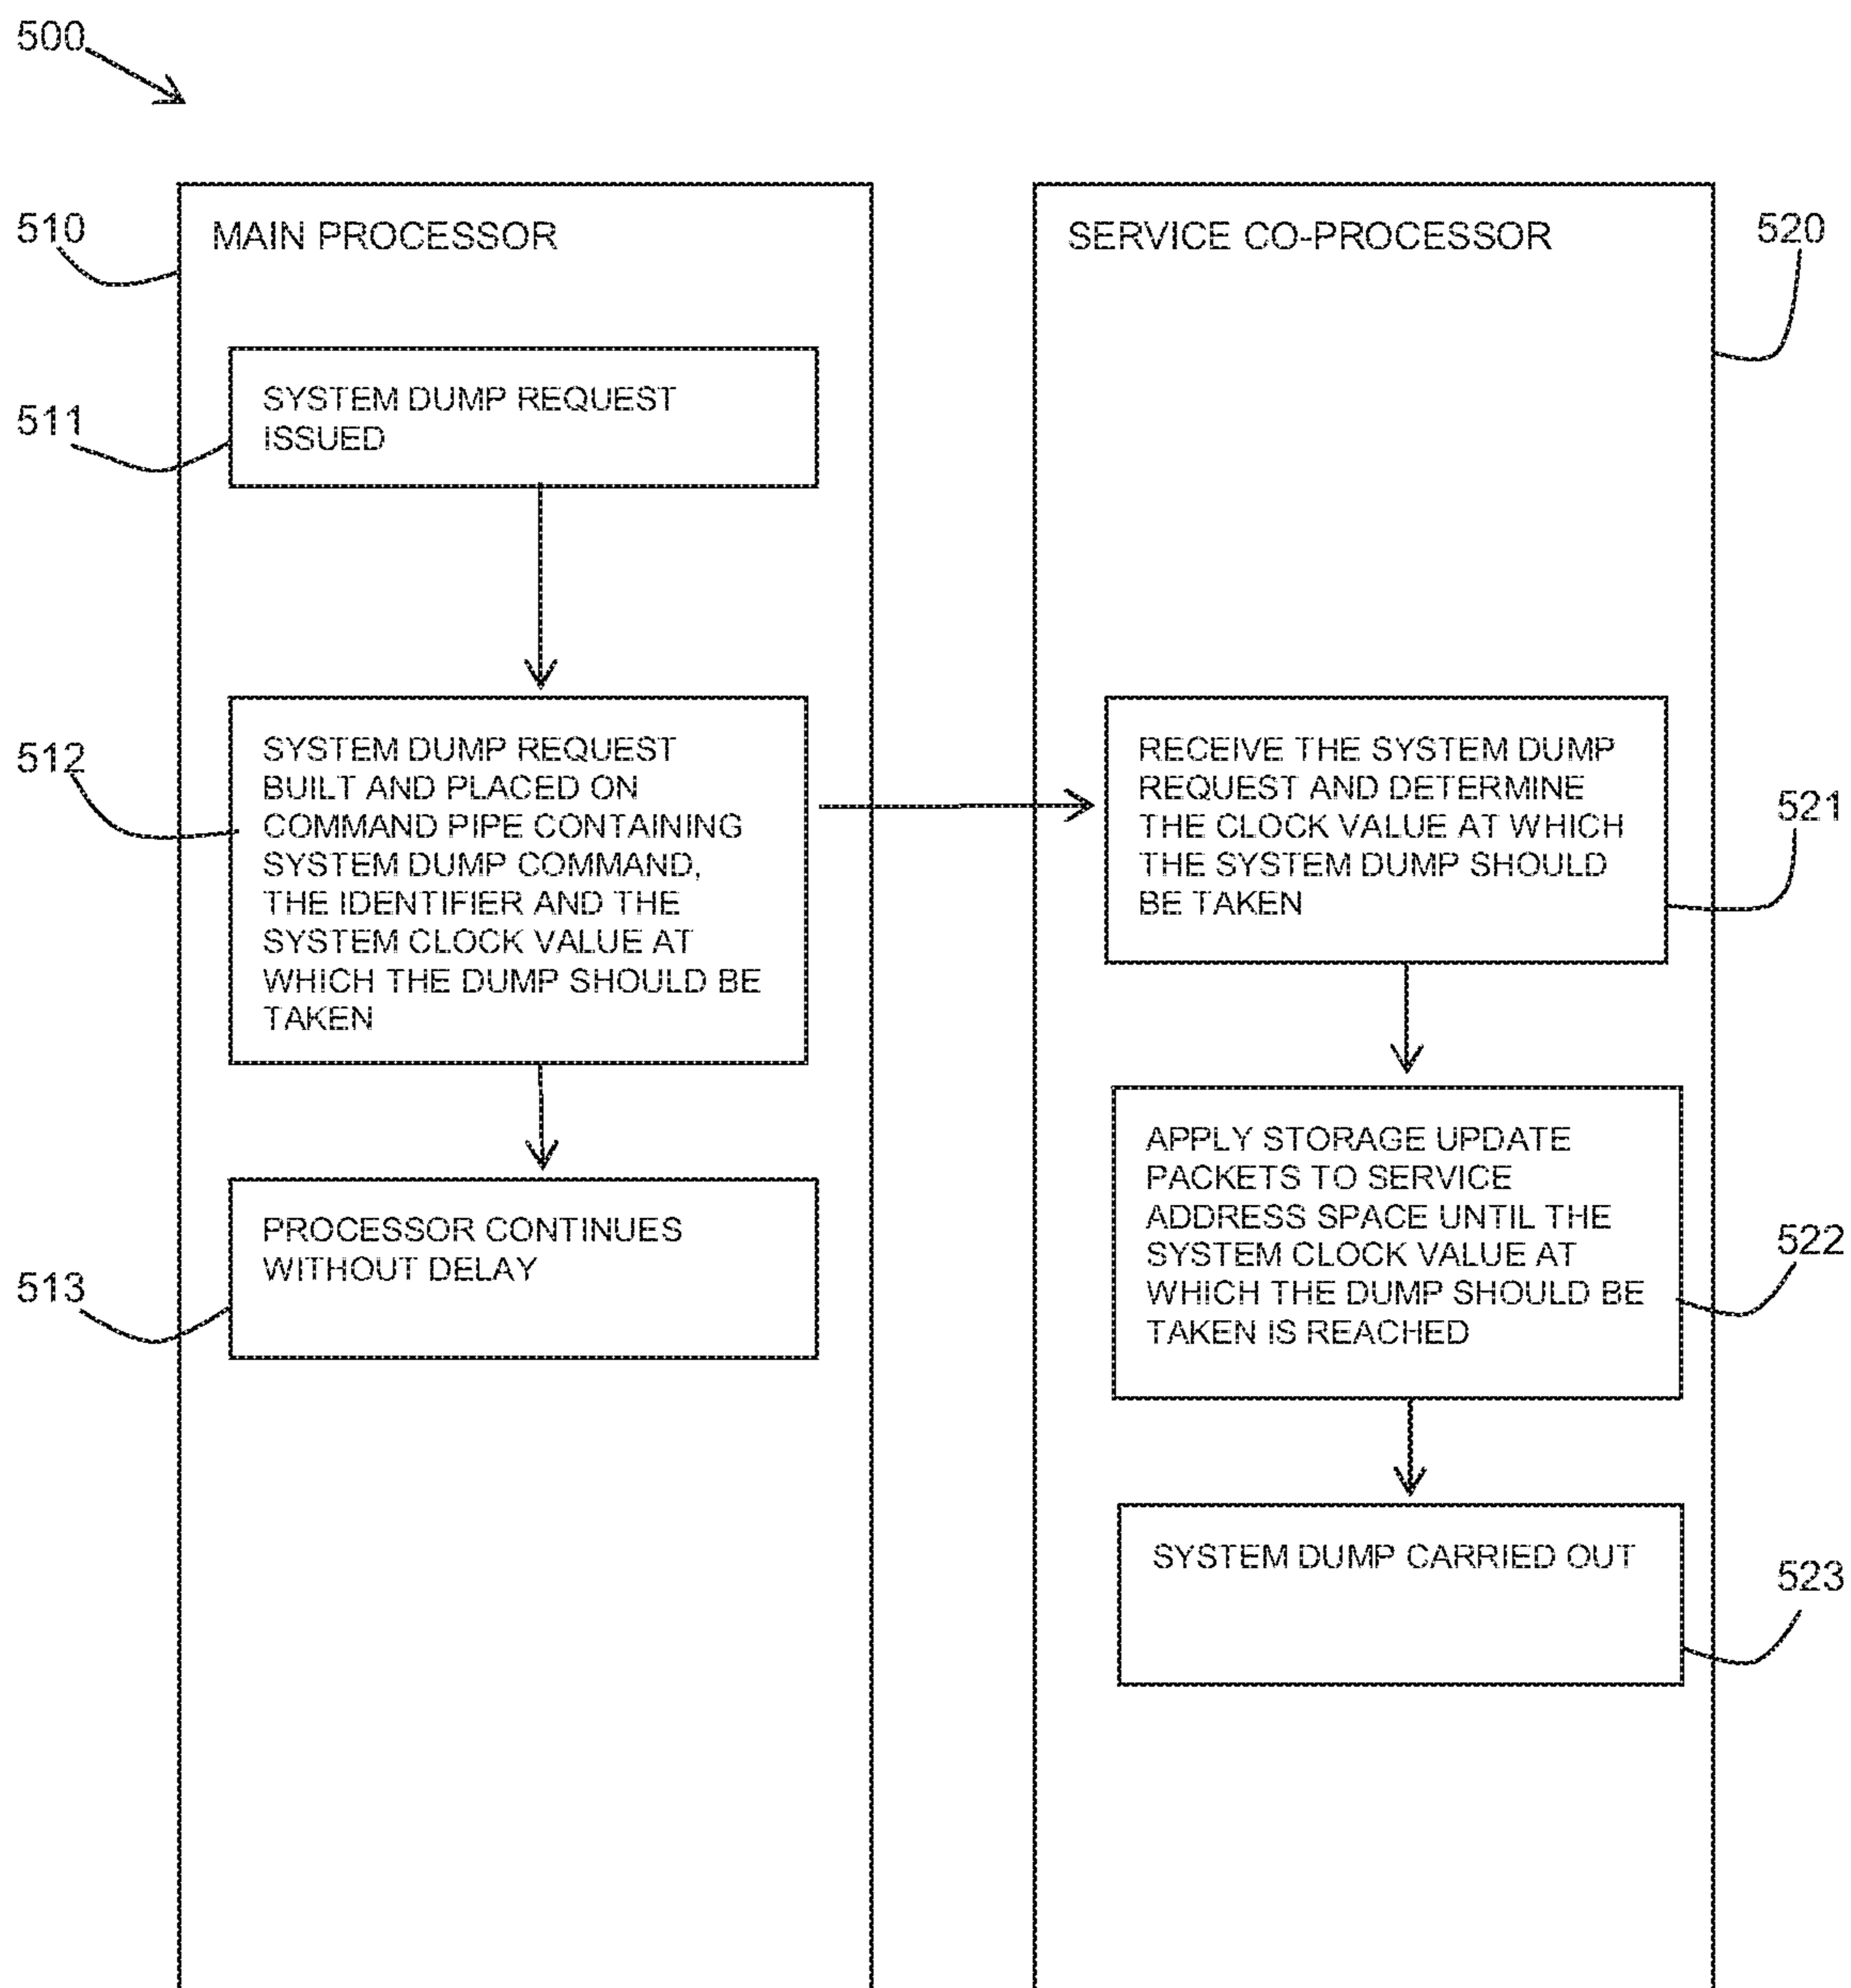 500
510
MAIN PROCESSOR
511
SYSTEM DUMP REQUEST
ISSUED
512
SYSTEM DUMP REQUEST
BUILT AND PLACED ON
COMMAND PIPE CONTAINING
SYSTEM DUMP COMMAND,
THE IDENTIFIER AND THE
SYSTEM CLOCK VALUE AT
WHICH THE DUMP SHOULD BE
TAKEN
513
PROCESSOR CONTINUES
WITHOUT DELAY
SERVICE CO-PROCESSOR
520
RECEIVE THE SYSTEM DUMP
REQUEST AND DETERMINE
THE CLOCK VALUE AT WHICH
THE SYSTEM DUMP SHOULD
BE TAKEN
521
APPLY STORAGE UPDATE
PACKETS TO SERVICE
ADDRESS SPACE UNTIL THE
SYSTEM CLOCK VALUE AT
WHICH THE DUMP SHOULD BE
TAKEN IS REACHED
522
SYSTEM DUMP CARRIED OUT
523